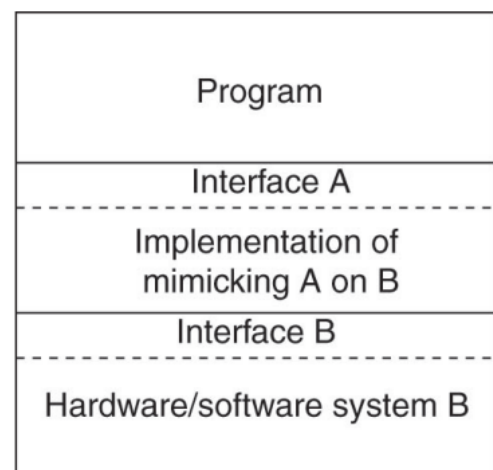 Program
Interface A
Implementation of
mimicking A on B
Interface B
Hardware/software system B